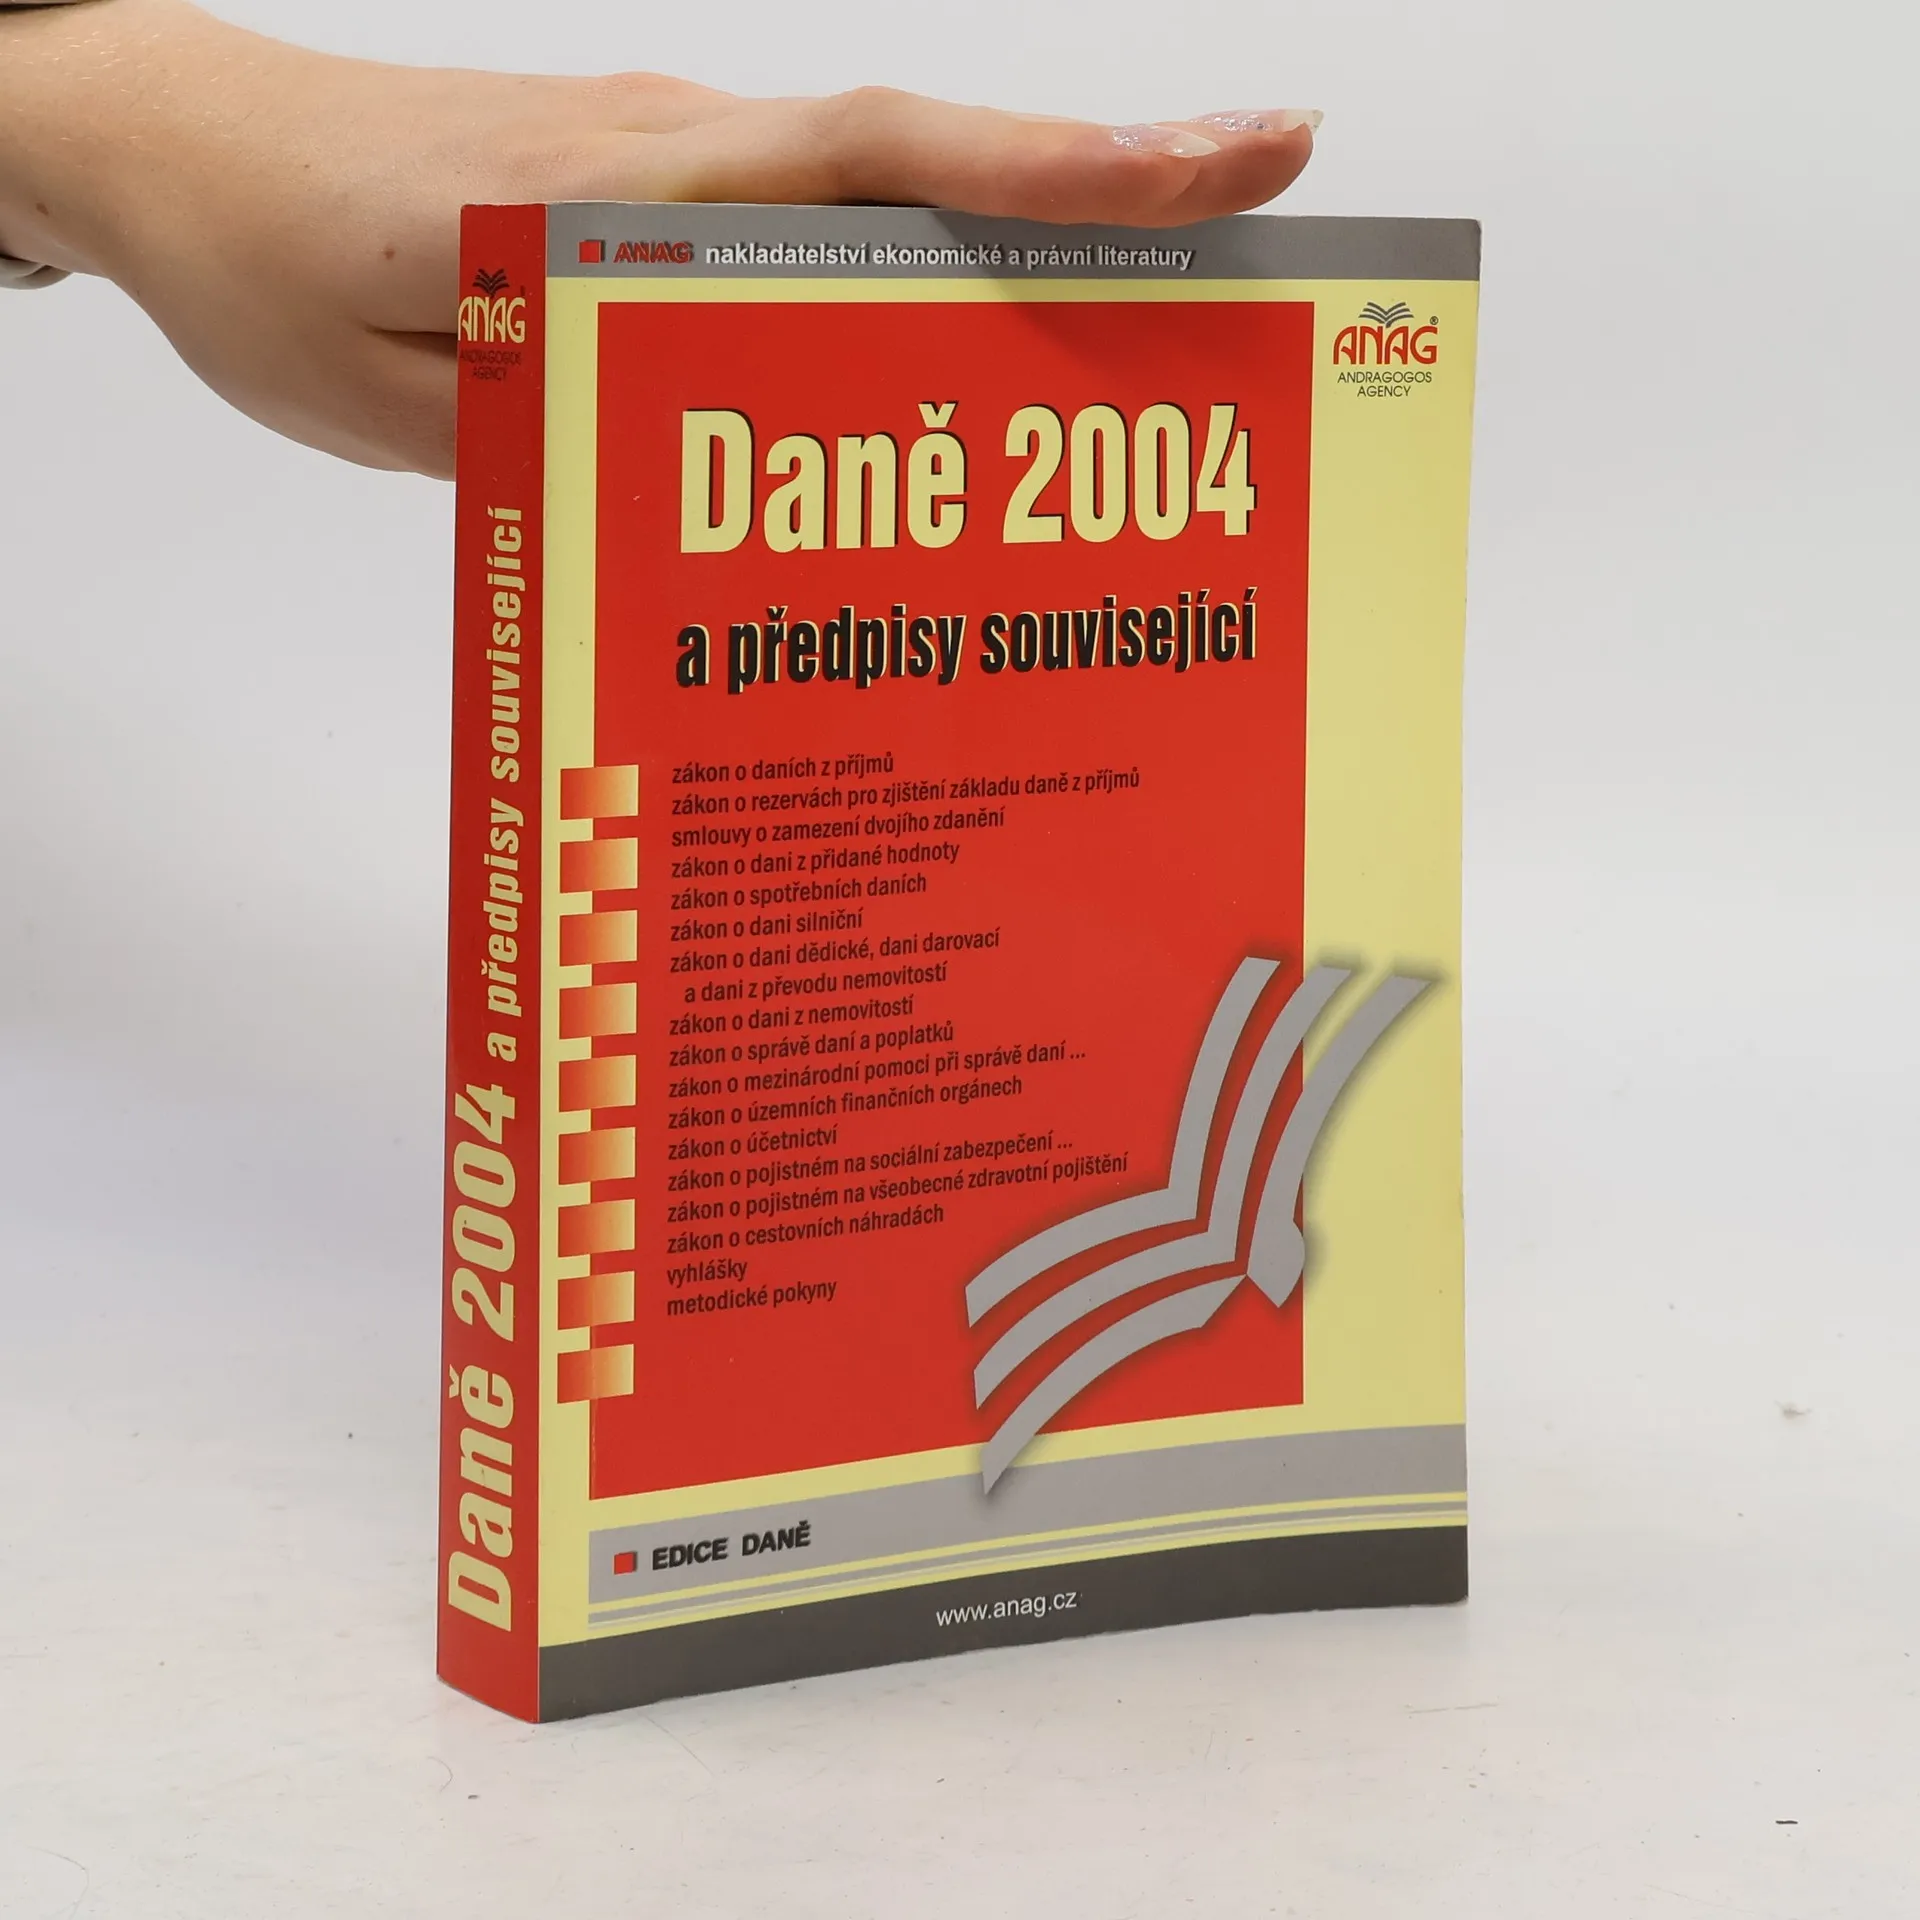 ANAG nakladatelství ekonomické a právní literatury
ANAG®
ANDRAGOGOS
AGENCY
Daně 2004
a předpisy související
zákon o daních z příjmů
zákon o rezervách pro zjištění základu daně z příjmů
smlouvy o zamezení dvojího zdanění
zákon o dani z přidané hodnoty
zákon o spotřebních daních
zákon o dani silniční
zákon o dani dědické, dani darovací
a dani z převodu nemovitostí
zákon o dani z nemovitostí
zákon o správě daní a poplatků
zákon o mezinárodní pomoci při správě daní ...
zákon o územních finančních orgánech
zákon o účetnictví
zákon o pojistném na sociální zabezpečení ...
zákon o pojistném na všeobecné zdravotní pojištění
zákon o cestovních náhradách
vyhlášky
metodické pokyny
EDICE DANĚ
www.anag.cz
ANAG®
ANDRAGOGOS
AGENCY
Daně 2004 a předpisy související